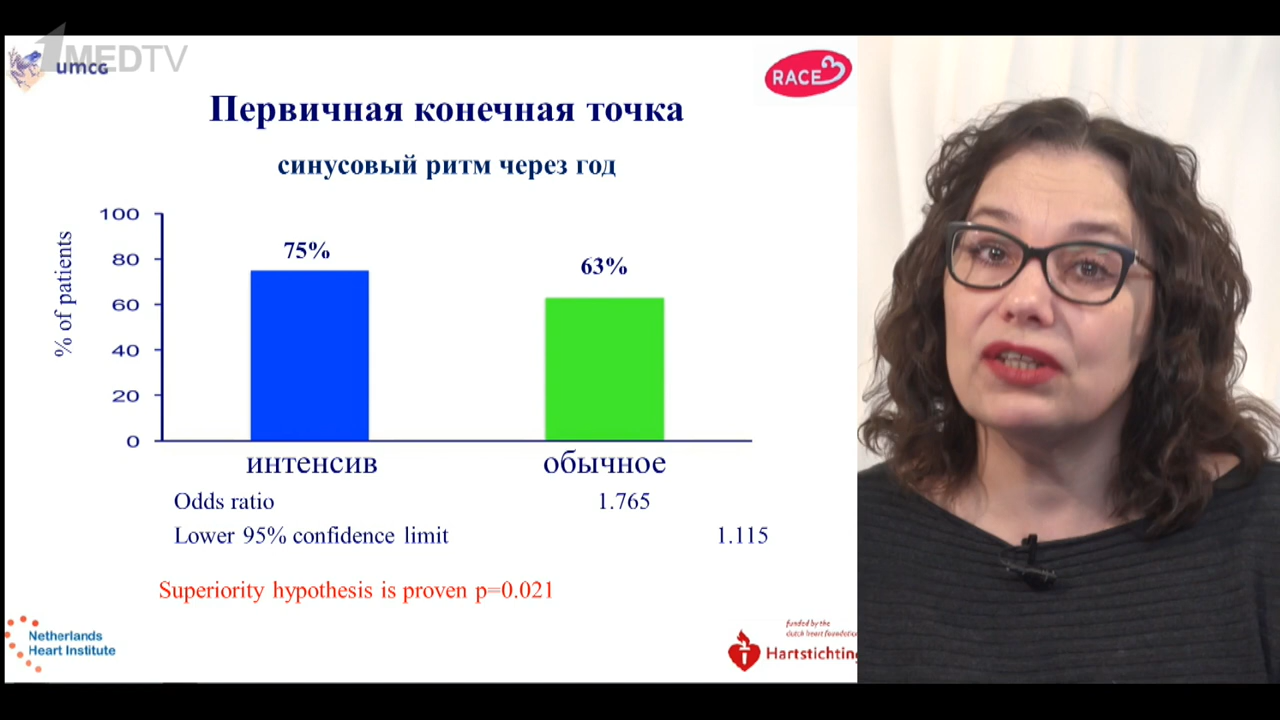 1MEDTV
umcg
RACE 3
Первичная конечная точка
синусовый ритм через год
% of patients
100
80
60
40
20
0
75%
63%
интенсив
обычное
Odds ratio 1.765
Lower 95% confidence limit 1.115
Superiority hypothesis is proven p=0.021
Netherlands
Heart Institute
funded by the
dutch heart foundation
Hartstichting